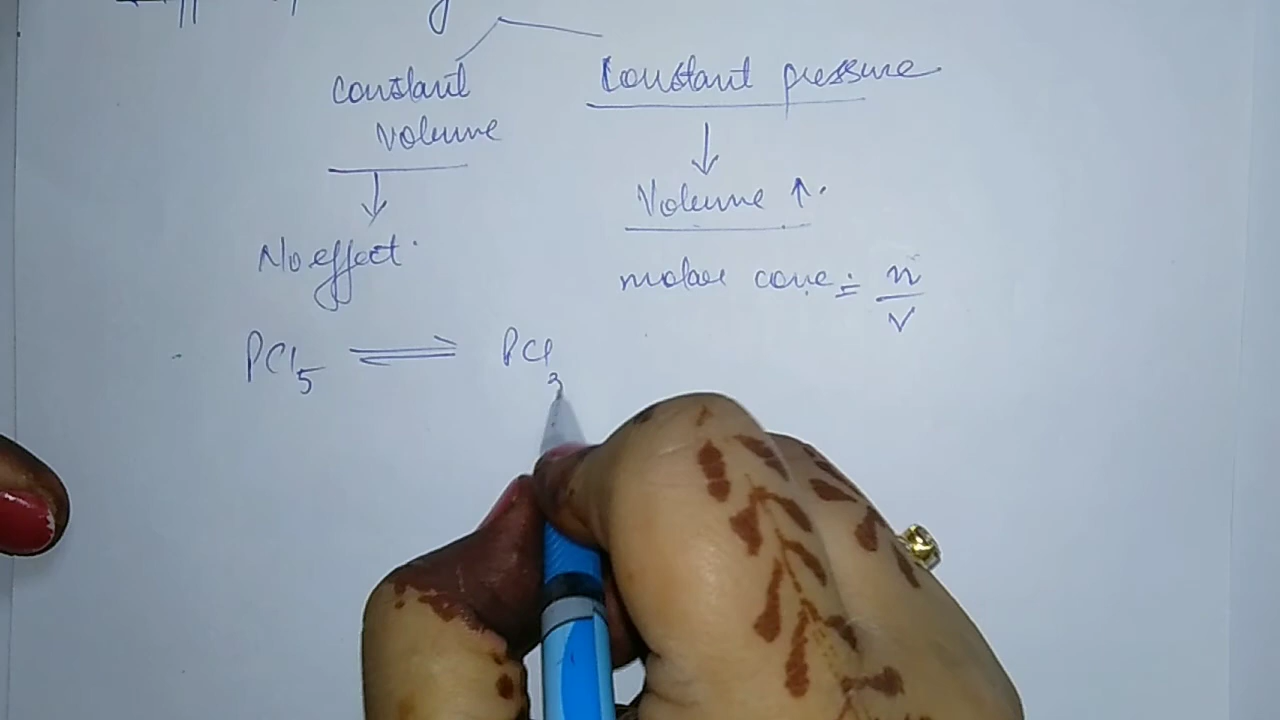 Constant
volume
Constant pressure
Volume ↑.
No effect.
molar conc = n/V
PCl5 ⇌ PCl3